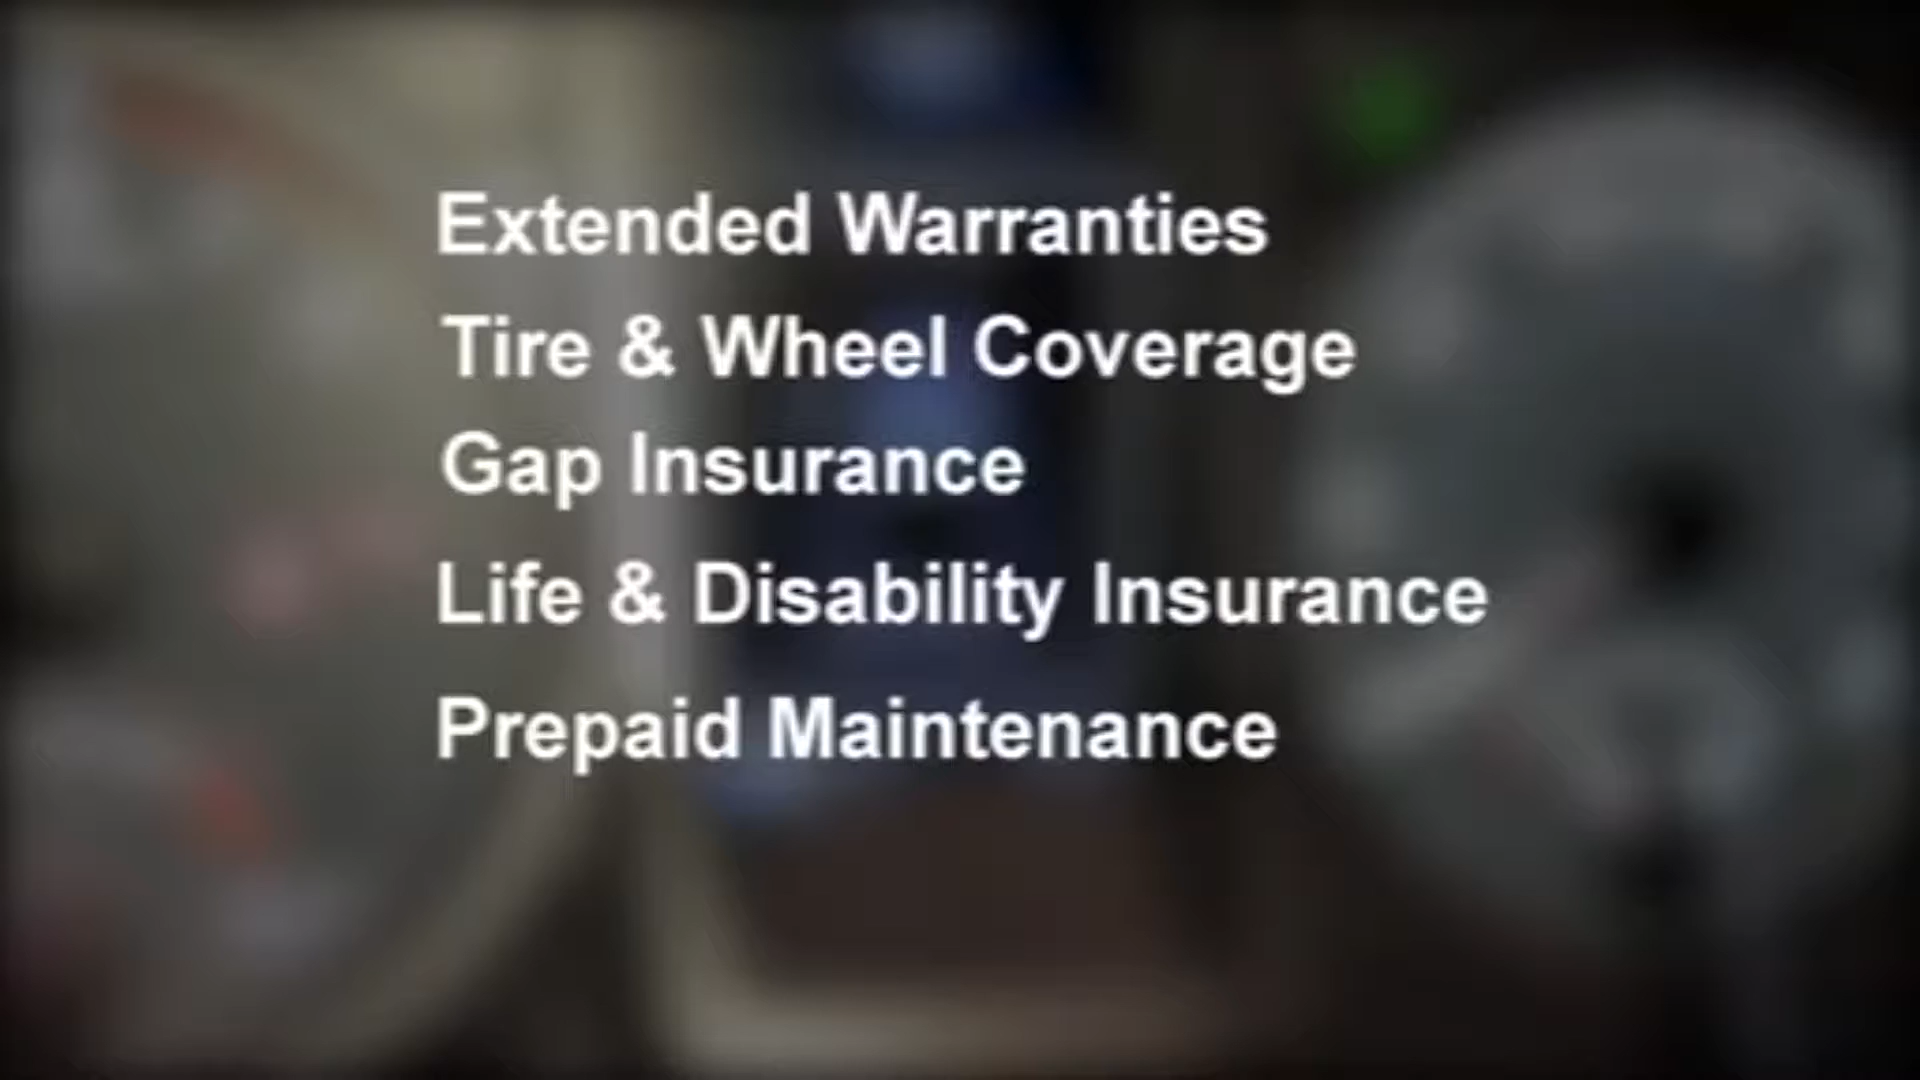 Extended Warranties
Tire & Wheel Coverage
Gap Insurance
Life & Disability Insurance
Prepaid Maintenance